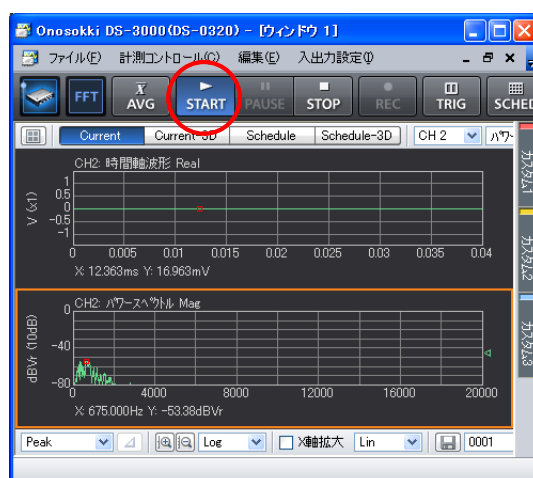 Onosokki DS-3000(DS-0320) - [ウィンドウ 1]
ファイル(F) 計測コントロール(C) 編集(E) 入出力設定(I)
FFT X AVG START PAUSE STOP REC TRIG SCHED
Current Current-3D Schedule Schedule-3D CH 2 パワ
CH2: 時間軸波形 Real
V (x1)
1
0.5
0
-0.5
-1
0 0.005 0.01 0.015 0.02 0.025 0.03 0.035 0.04
X: 12.363ms Y: 16.963mV
CH2: パワースペクトル Mag
dBVr (10dB)
0
-40
-80
0 4000 8000 12000 16000 20000
X: 675.000Hz Y: -53.38dBVr
カスタム1
カスタム2
カスタム3
Peak Log X軸拡大 Lin 0001